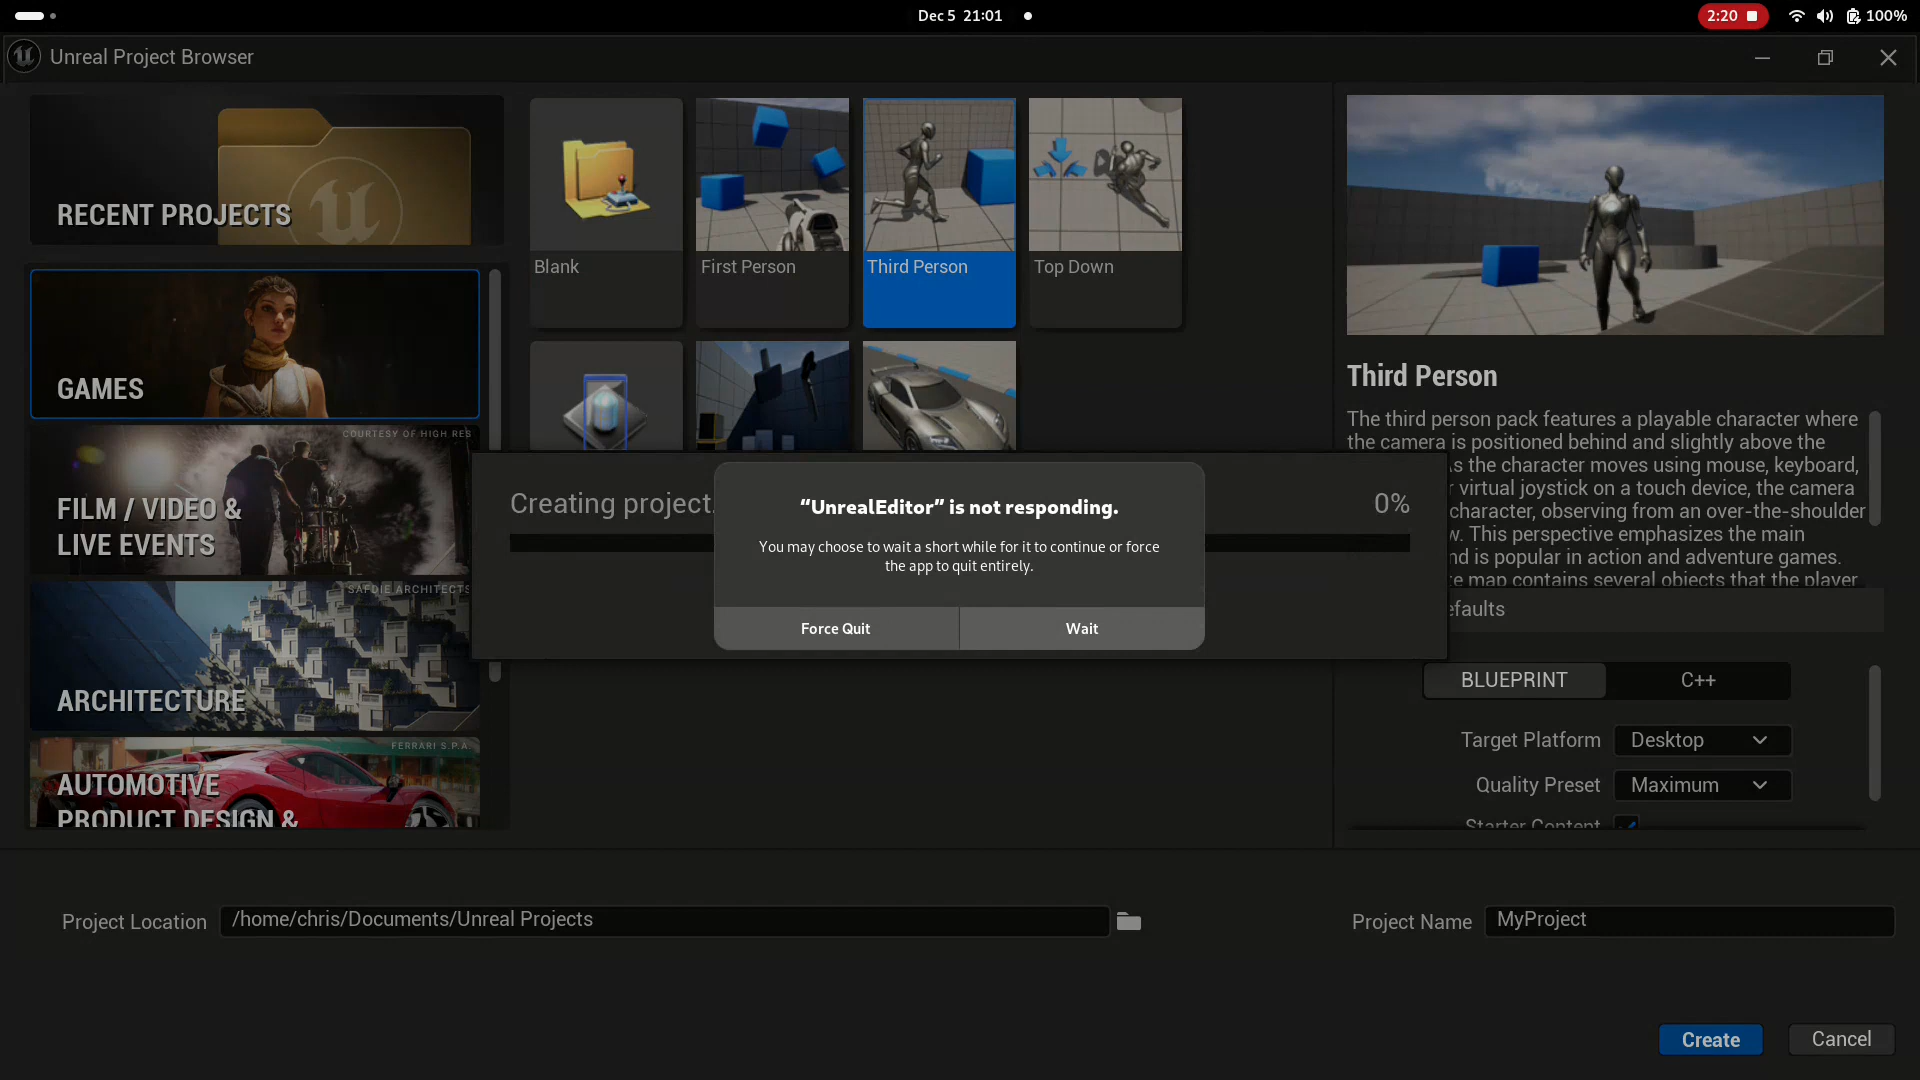 Dec 5 21:01
2:20
100%
Unreal Project Browser
RECENT PROJECTS
GAMES
COURTESY OF HIGH RES
FILM / VIDEO &
LIVE EVENTS
SAFDIE ARCHITECTS
ARCHITECTURE
FERRARI S.P.A.
AUTOMOTIVE
PRODUCT DESIGN &
Blank
First Person
Third Person
Top Down
Creating project.
0%
“UnrealEditor” is not responding.
You may choose to wait a short while for it to continue or force
the app to quit entirely.
Force Quit
Wait
Third Person
The third person pack features a playable character where
the camera is positioned behind and slightly above the
As the character moves using mouse, keyboard,
virtual joystick on a touch device, the camera
character, observing from an over-the-shoulder
This perspective emphasizes the main
is popular in action and adventure games.
map contains several objects that the player
efaults
BLUEPRINT
C++
Target Platform
Desktop
Quality Preset
Maximum
Starter Content
Project Location
/home/chris/Documents/Unreal Projects
Project Name
MyProject
Create
Cancel